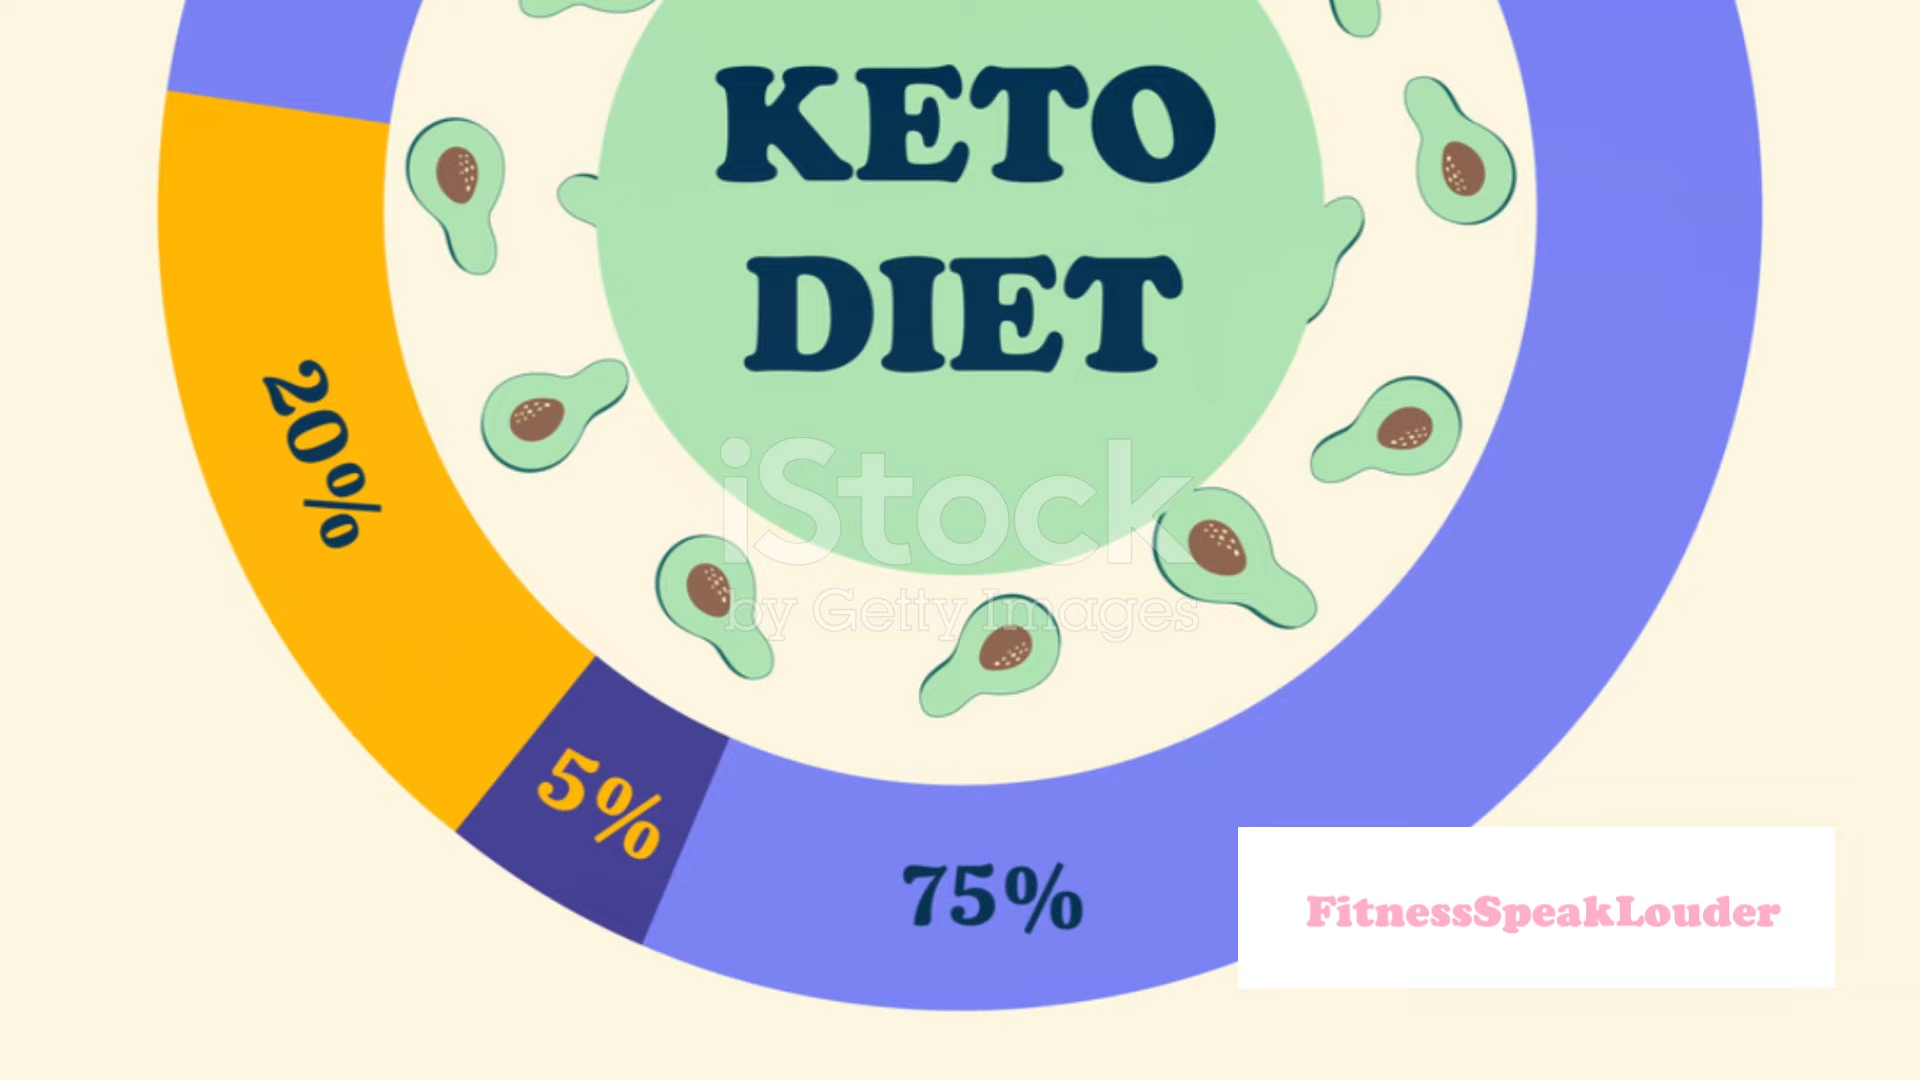 KETO
DIET
20%
iStock
by Getty Images
5%
75%
FitnessSpeakLouder